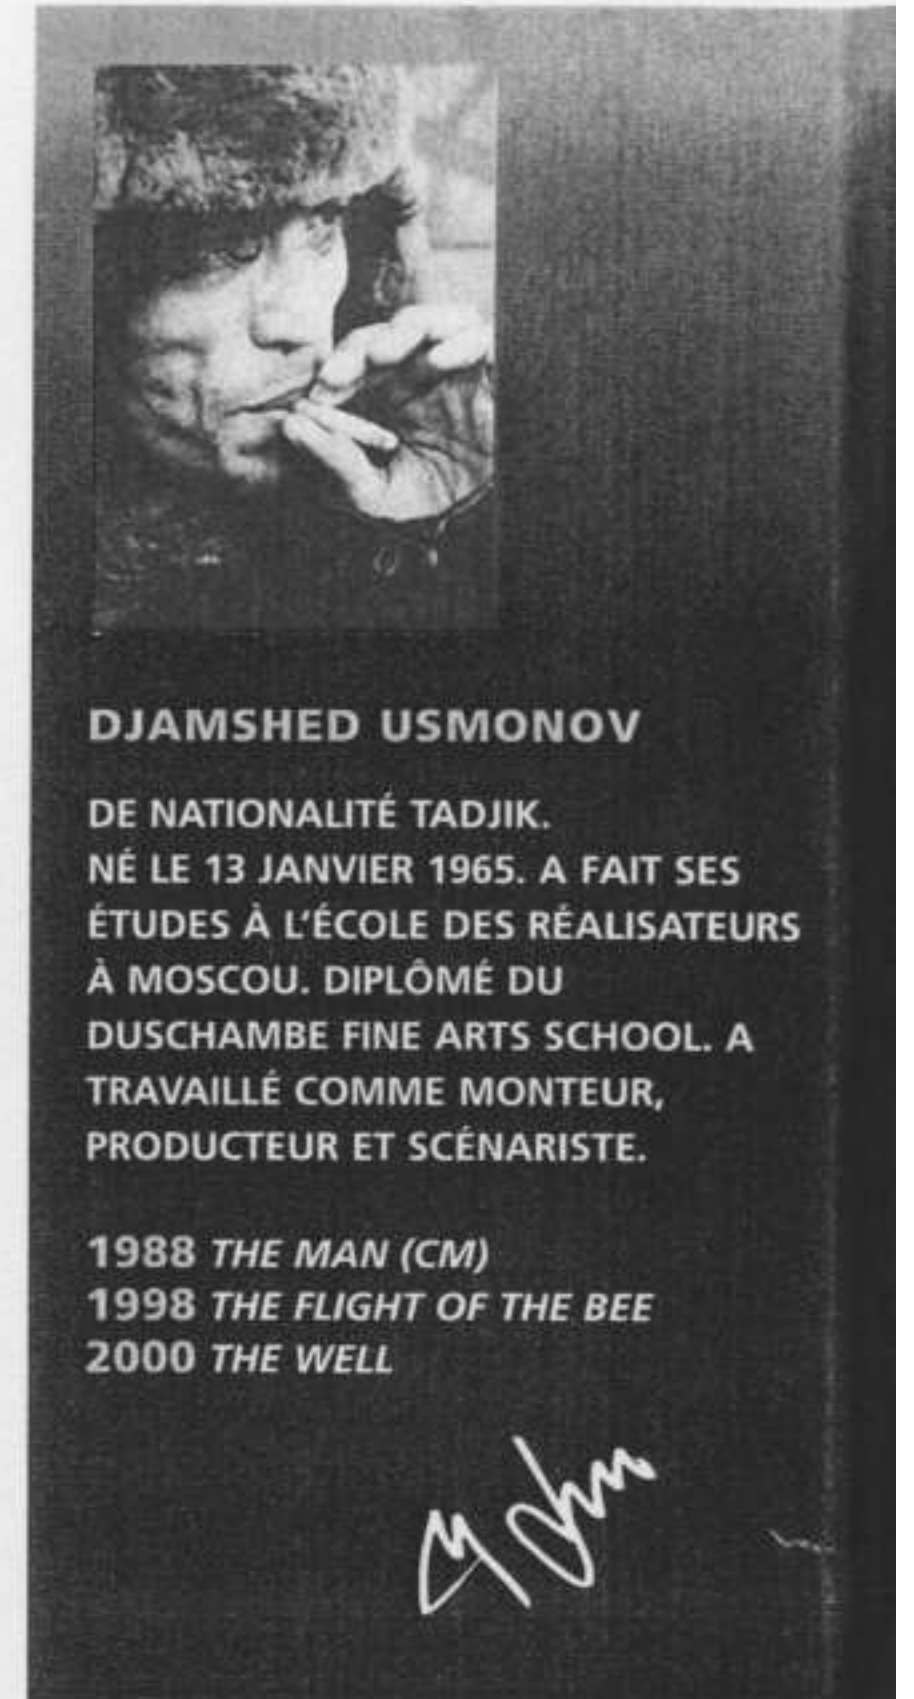 DJAMSHED USMONOV
DE NATIONALITÉ TADJIK.
NÉ LE 13 JANVIER 1965. A FAIT SES
ÉTUDES À L'ÉCOLE DES RÉALISATEURS
À MOSCOU. DIPLÔMÉ DU
DUSCHAMBE FINE ARTS SCHOOL. A
TRAVAILLÉ COMME MONTEUR,
PRODUCTEUR ET SCÉNARISTE.
1988 THE MAN (CM)
1998 THE FLIGHT OF THE BEE
2000 THE WELL